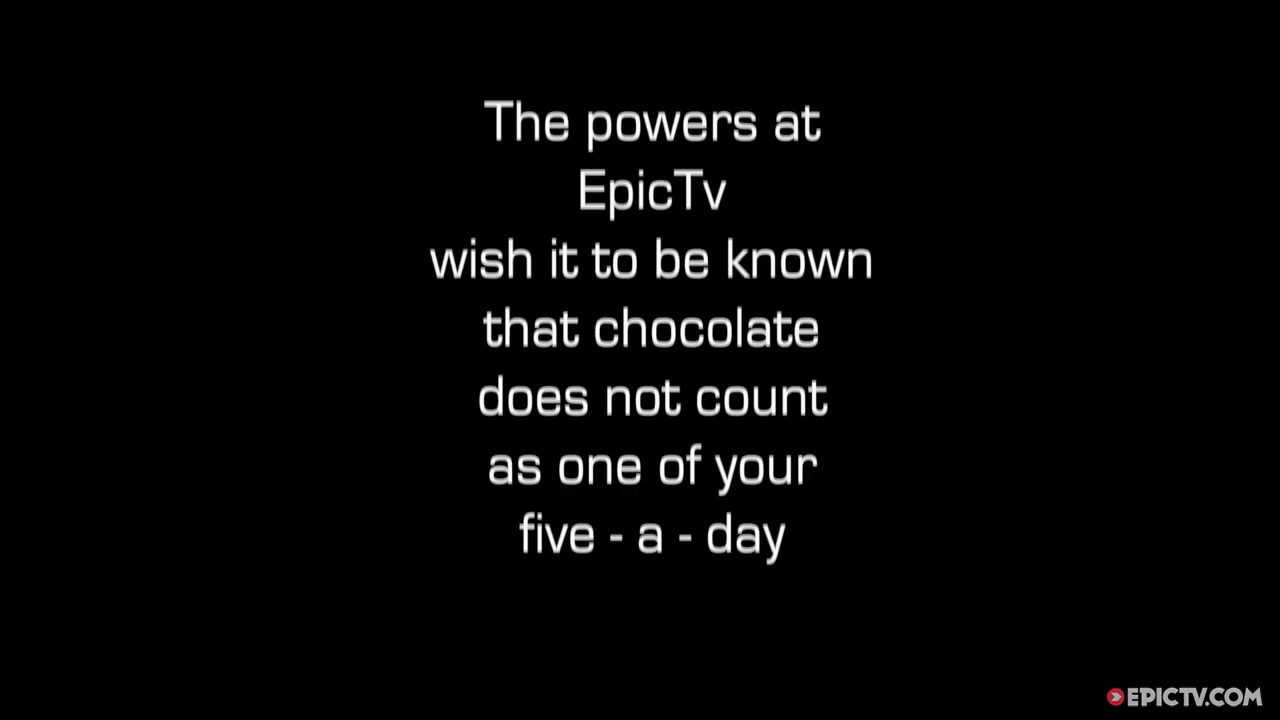 The powers at
EpicTv
wish it to be known
that chocolate
does not count
as one of your
five - a - day
EPICTV.COM